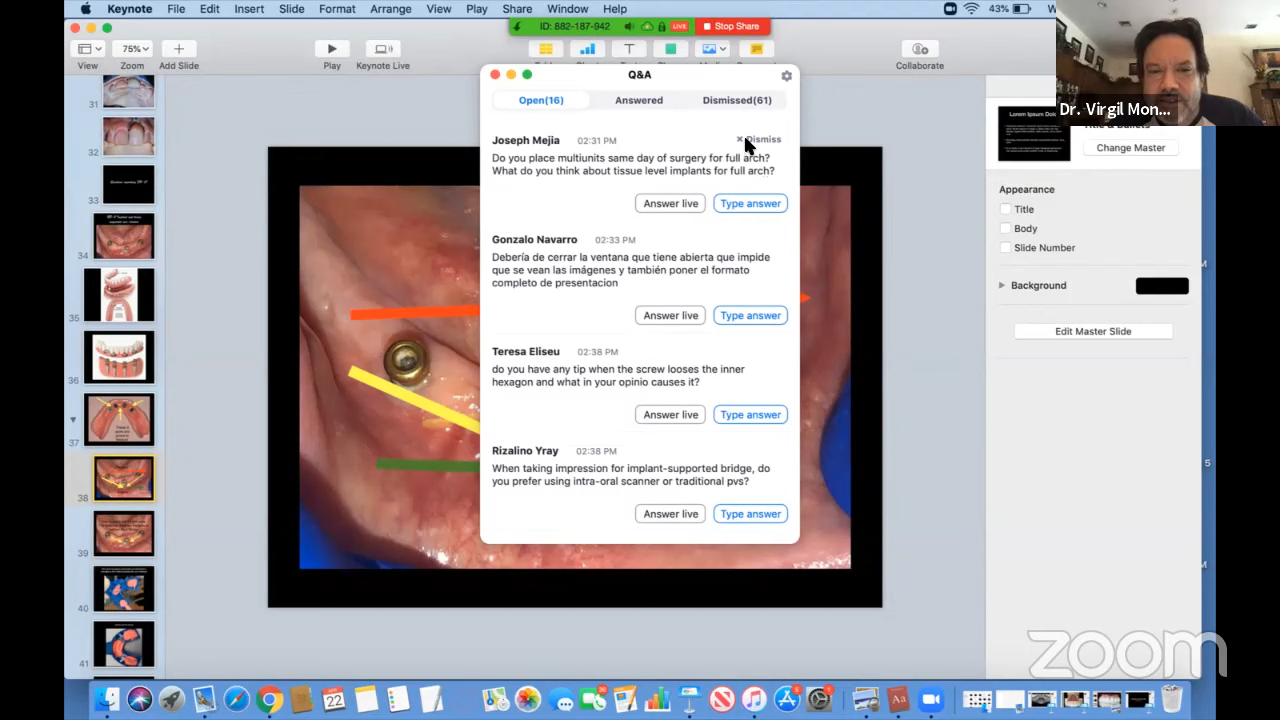 Keynote File Edit Insert Slide Format Arrange View Play Share Window Help 43%
ID: 882-187-942 LIVE Stop Share
75%
View Zoom Add Slide Play Keynote Live Collaborate
Q&A
Open(16) Answered Dismissed(61)
Joseph Mejia 02:31 PM Dismiss
Do you place multiunits same day of surgery for full arch?
What do you think about tissue level implants for full arch?
Answer live Type answer
Gonzalo Navarro 02:33 PM
Debería de cerrar la ventana que tiene abierta que impide
que se vean las imágenes y también poner el formato
completo de presentacion
Answer live Type answer
Teresa Eliseu 02:38 PM
do you have any tip when the screw looses the inner
hexagon and what in your opinio causes it?
Answer live Type answer
Rizalino Yray 02:38 PM
When taking impression for implant-supported bridge, do
you prefer using intra-oral scanner or traditional pvs?
Answer live Type answer
Dr. Virgil Mon...
Lorem Ipsum Dol
Change Master
Appearance
Title
Body
Slide Number
Background
Edit Master Slide
31
32
33
34
35
36
37
38
39
40
41
zoom